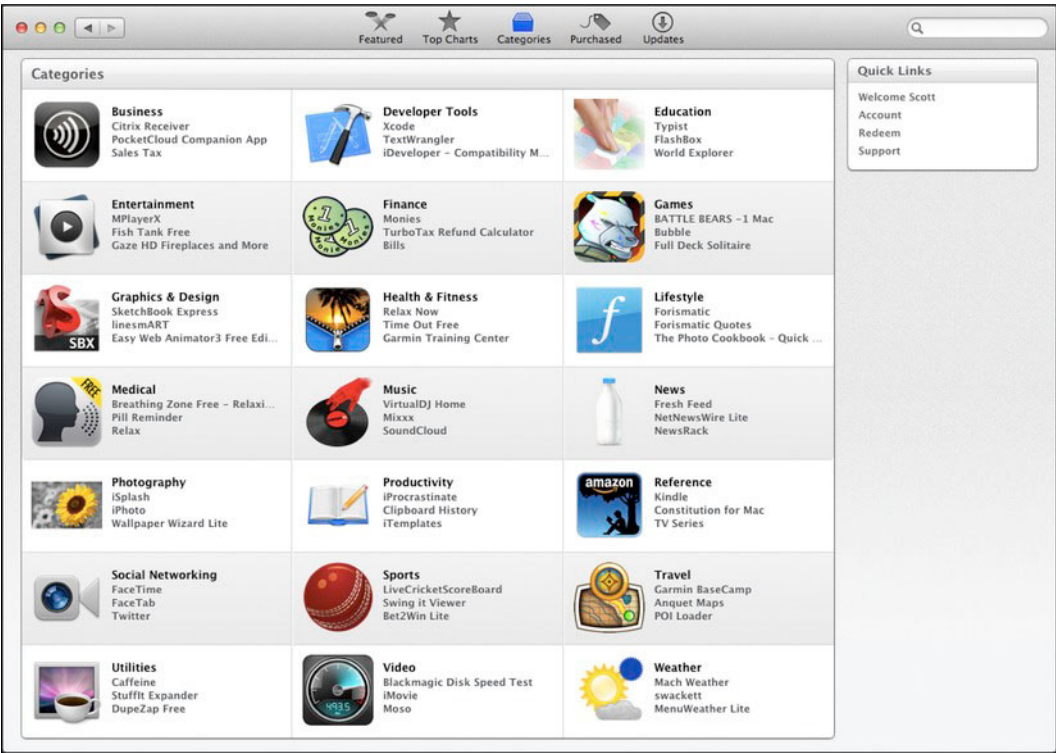 Featured
Top Charts
Categories
Purchased
Updates
Categories
Business
Citrix Receiver
PocketCloud Companion App
Sales Tax
Developer Tools
Xcode
TextWrangler
iDeveloper – Compatibility M...
Education
Typist
FlashBox
World Explorer
Entertainment
MPlayerX
Fish Tank Free
Gaze HD Fireplaces and More
1
Monies
Finance
Monies
TurboTax Refund Calculator
Bills
Games
BATTLE BEARS -1 Mac
Bubble
Full Deck Solitaire
SBX
Graphics & Design
SketchBook Express
linesmART
Easy Web Animator3 Free Edi...
Health & Fitness
Relax Now
Time Out Free
Garmin Training Center
f
Lifestyle
Forismatic
Forismatic Quotes
The Photo Cookbook – Quick ...
FREE
Medical
Breathing Zone Free – Relaxi...
Pill Reminder
Relax
Music
VirtualDJ Home
Mixxx
SoundCloud
News
Fresh Feed
NetNewsWire Lite
NewsRack
Photography
iSplash
iPhoto
Wallpaper Wizard Lite
Productivity
iProcrastinate
Clipboard History
iTemplates
amazon
Reference
Kindle
Constitution for Mac
TV Series
Social Networking
FaceTime
FaceTab
Twitter
Sports
LiveCricketScoreBoard
Swing it Viewer
Bet2Win Lite
Travel
Garmin BaseCamp
Anquet Maps
POI Loader
Utilities
Caffeine
StuffIt Expander
DupeZap Free
493.5
Video
Blackmagic Disk Speed Test
iMovie
Moso
Weather
Mach Weather
swackett
MenuWeather Lite
Quick Links
Welcome Scott
Account
Redeem
Support